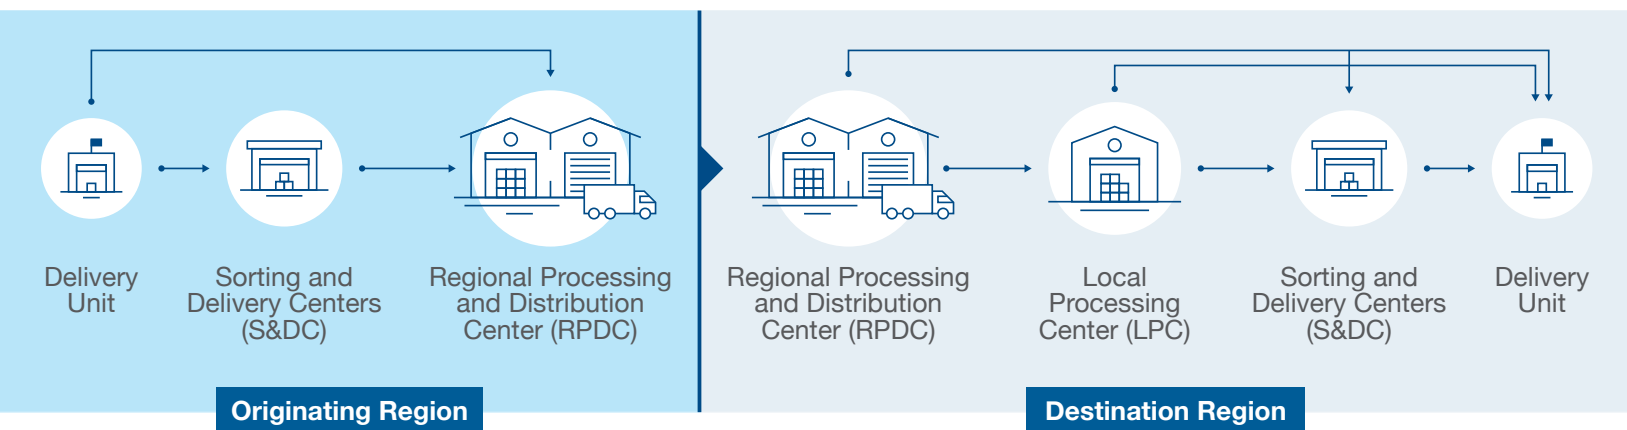 Delivery
Unit
Sorting and
Delivery Centers
(S&DC)
Regional Processing
and Distribution
Center (RPDC)
Regional Processing
and Distribution
Center (RPDC)
Local
Processing
Center (LPC)
Sorting and
Delivery Centers
(S&DC)
Delivery
Unit
Originating Region
Destination Region